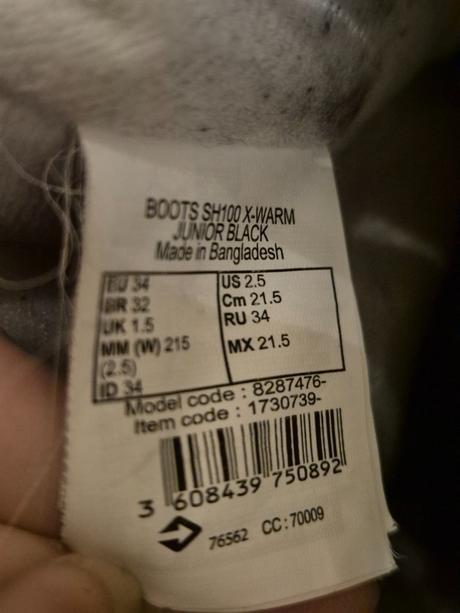 BOOTS SH100 X-WARM
JUNIOR BLACK
Made in Bangladesh
EU 34
BR 32
UK 1.5
MM (W) 215
(2.5)
ID 34
US 2.5
Cm 21.5
RU 34
MX 21.5
Model code : 8287476-
Item code : 1730739-
3 608439 750892
76562 CC:70009